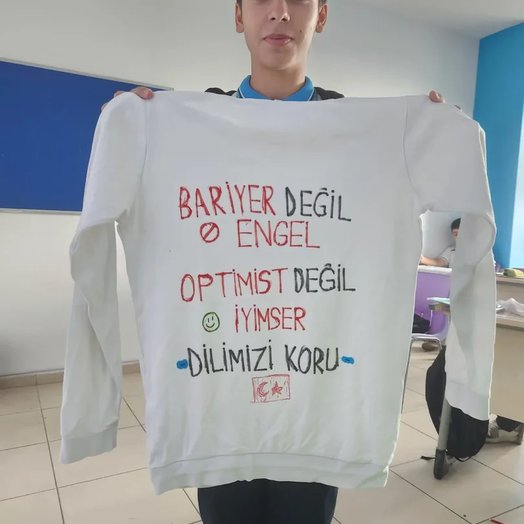 BARİYER DEĞİL
ENGEL
OPTİMİST DEĞİL
İYİMSER
-DİLİMİZİ KORU-